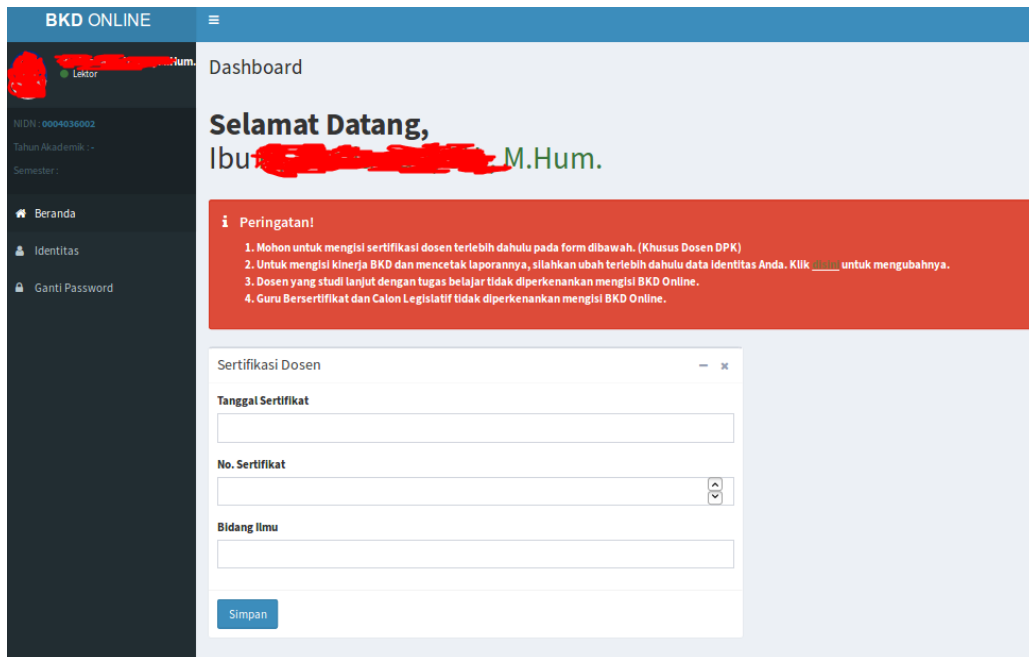 BKD ONLINE
Hum.
Lektor
NIDN : 0004036002
Tahun Akademik : -
Semester :
Beranda
Identitas
Ganti Password
Dashboard
Selamat Datang,
Ibu M.Hum.
Peringatan!
1. Mohon untuk mengisi sertifikasi dosen terlebih dahulu pada form dibawah. (Khusus Dosen DPK)
2. Untuk mengisi kinerja BKD dan mencetak laporannya, silahkan ubah terlebih dahulu data identitas Anda. Klik disini untuk mengubahnya.
3. Dosen yang studi lanjut dengan tugas belajar tidak diperkenankan mengisi BKD Online.
4. Guru Bersertifikat dan Calon Legislatif tidak diperkenankan mengisi BKD Online.
Sertifikasi Dosen
Tanggal Sertifikat
No. Sertifikat
Bidang Ilmu
Simpan